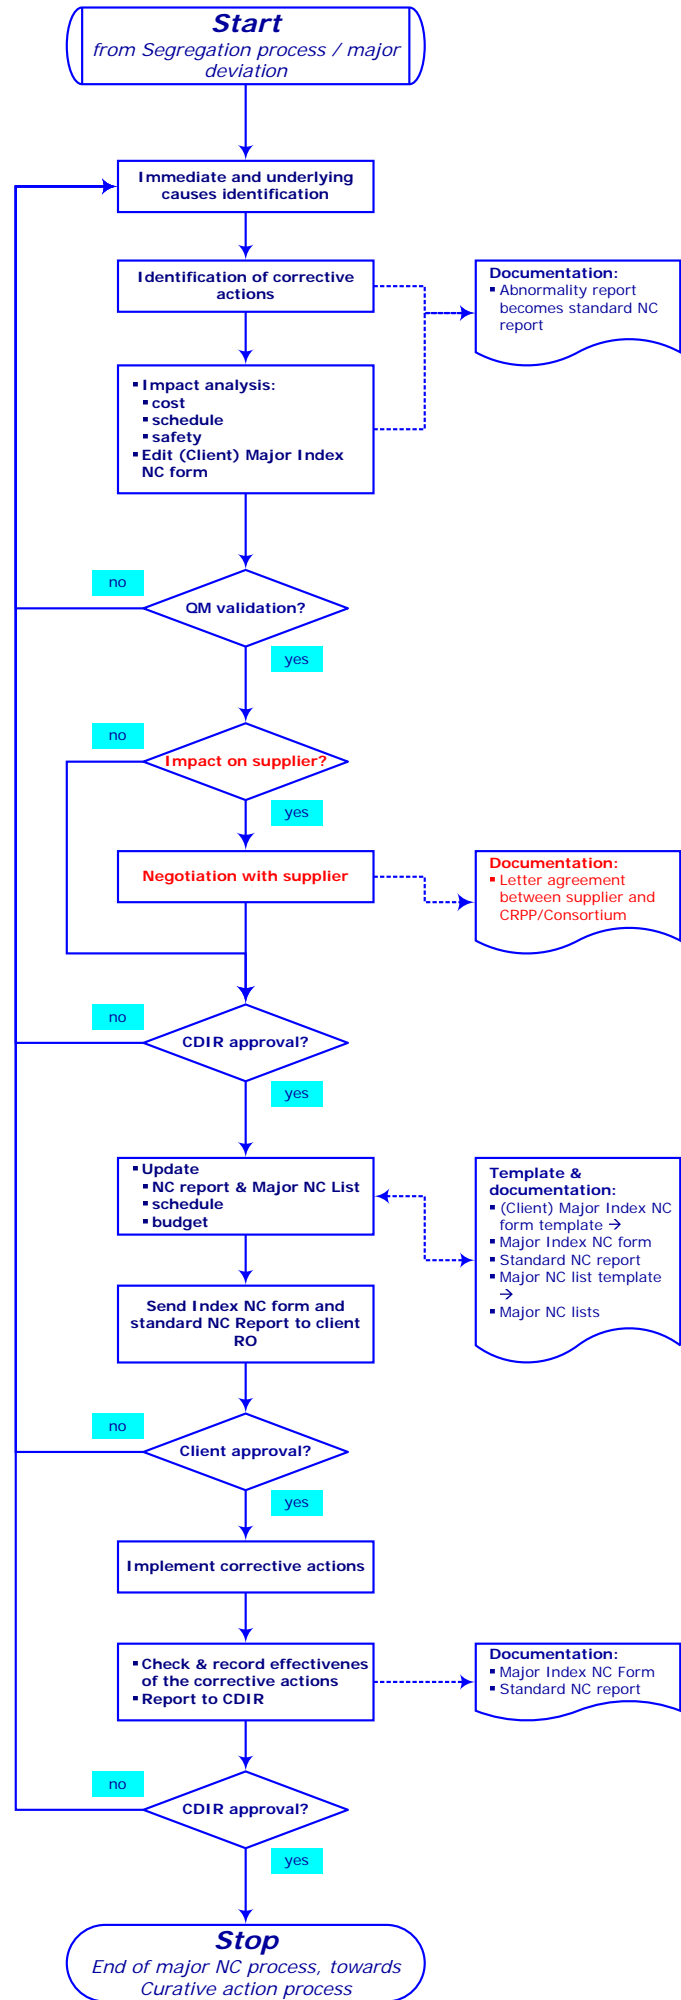 Start
from Segregation process / major
deviation
Immediate and underlying
causes identification
Identification of corrective
actions
Documentation:
▪ Abnormality report
becomes standard NC
report
▪ Impact analysis:
▪ cost
▪ schedule
▪ safety
▪ Edit (Client) Major Index
NC form
no
QM validation?
yes
no
Impact on supplier?
yes
Negotiation with supplier
Documentation:
▪ Letter agreement
between supplier and
CRPP/Consortium
no
CDIR approval?
yes
▪ Update
▪ NC report & Major NC List
▪ schedule
▪ budget
Template &
documentation:
▪ (Client) Major Index NC
form template →
▪ Major Index NC form
▪ Standard NC report
▪ Major NC list template
→
▪ Major NC lists
Send Index NC form and
standard NC Report to client
RO
no
Client approval?
yes
Implement corrective actions
▪ Check & record effectivenes
of the corrective actions
▪ Report to CDIR
Documentation:
▪ Major Index NC Form
▪ Standard NC report
no
CDIR approval?
yes
Stop
End of major NC process, towards
Curative action process